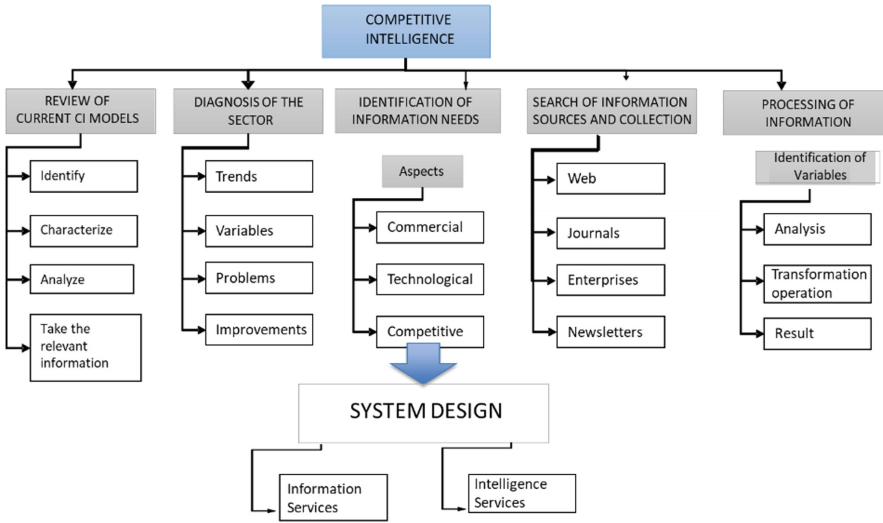 COMPETITIVE
INTELLIGENCE
REVIEW OF
CURRENT CI MODELS
Identify
Characterize
Analyze
Take the
relevant
information
DIAGNOSIS OF THE
SECTOR
Trends
Variables
Problems
Improvements
IDENTIFICATION OF
INFORMATION NEEDS
Aspects
Commercial
Technological
Competitive
SEARCH OF INFORMATION
SOURCES AND COLLECTION
Web
Journals
Enterprises
Newsletters
PROCESSING OF
INFORMATION
Identification of
Variables
Analysis
Transformation
operation
Result
SYSTEM DESIGN
Information
Services
Intelligence
Services